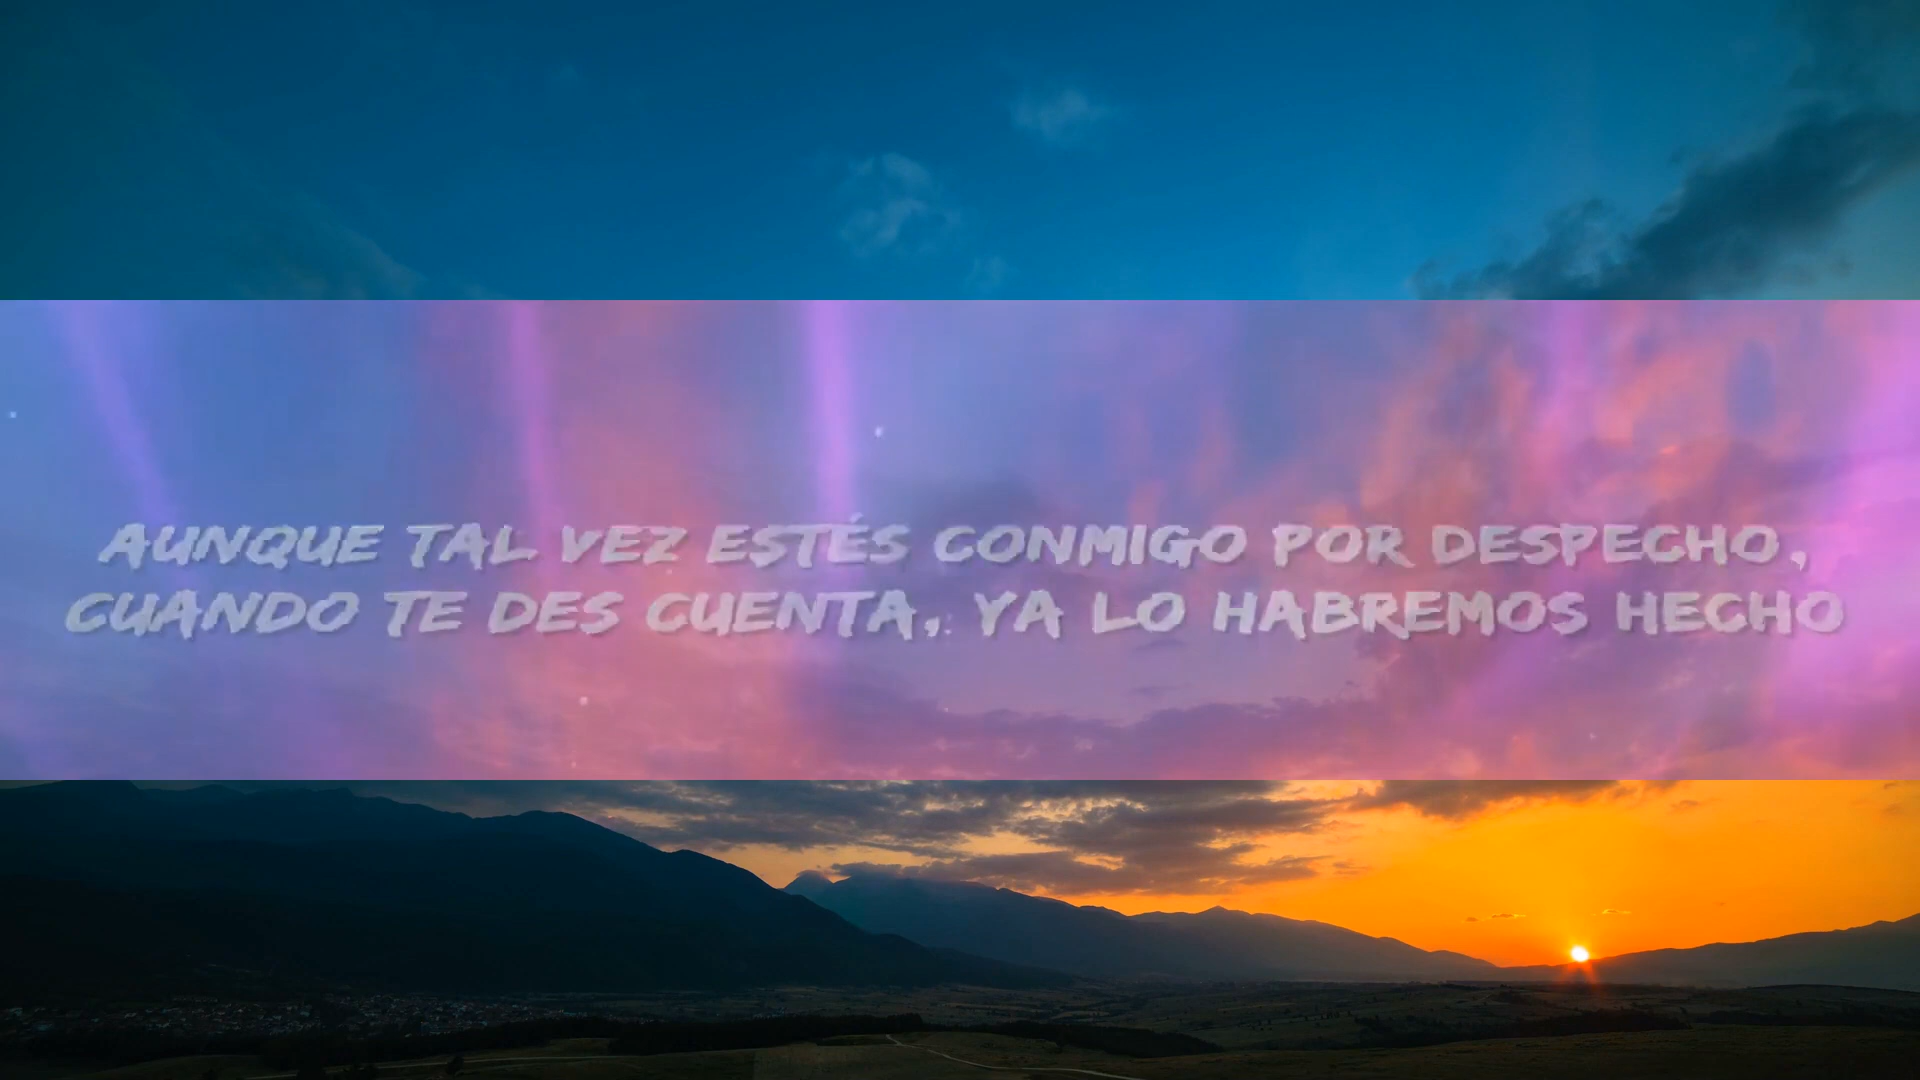 AUNQUE TAL VEZ ESTÉS CONMIGO POR DESPECHO,
CUANDO TE DES CUENTA, YA LO HABREMOS HECHO